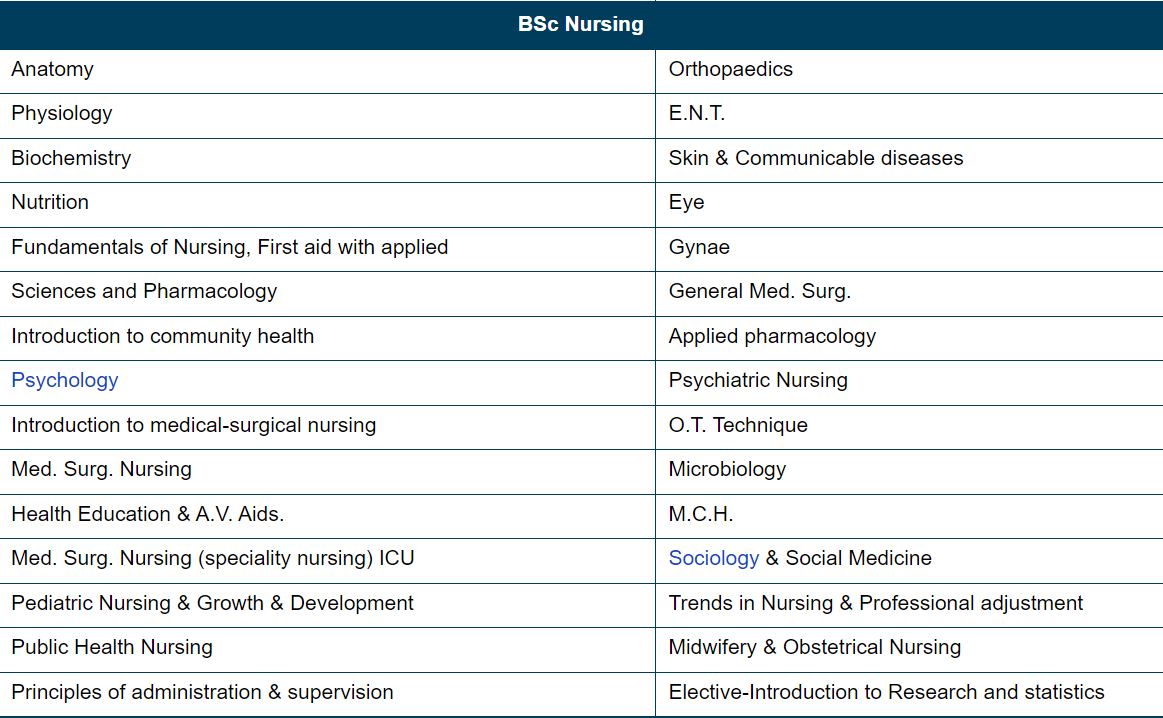 BSc Nursing
Anatomy Orthopaedics
Physiology E.N.T.
Biochemistry Skin & Communicable diseases
Nutrition Eye
Fundamentals of Nursing, First aid with applied Gynae
Sciences and Pharmacology General Med. Surg.
Introduction to community health Applied pharmacology
Psychology Psychiatric Nursing
Introduction to medical-surgical nursing O.T. Technique
Med. Surg. Nursing Microbiology
Health Education & A.V. Aids. M.C.H.
Med. Surg. Nursing (speciality nursing) ICU Sociology & Social Medicine
Pediatric Nursing & Growth & Development Trends in Nursing & Professional adjustment
Public Health Nursing Midwifery & Obstetrical Nursing
Principles of administration & supervision Elective-Introduction to Research and statistics